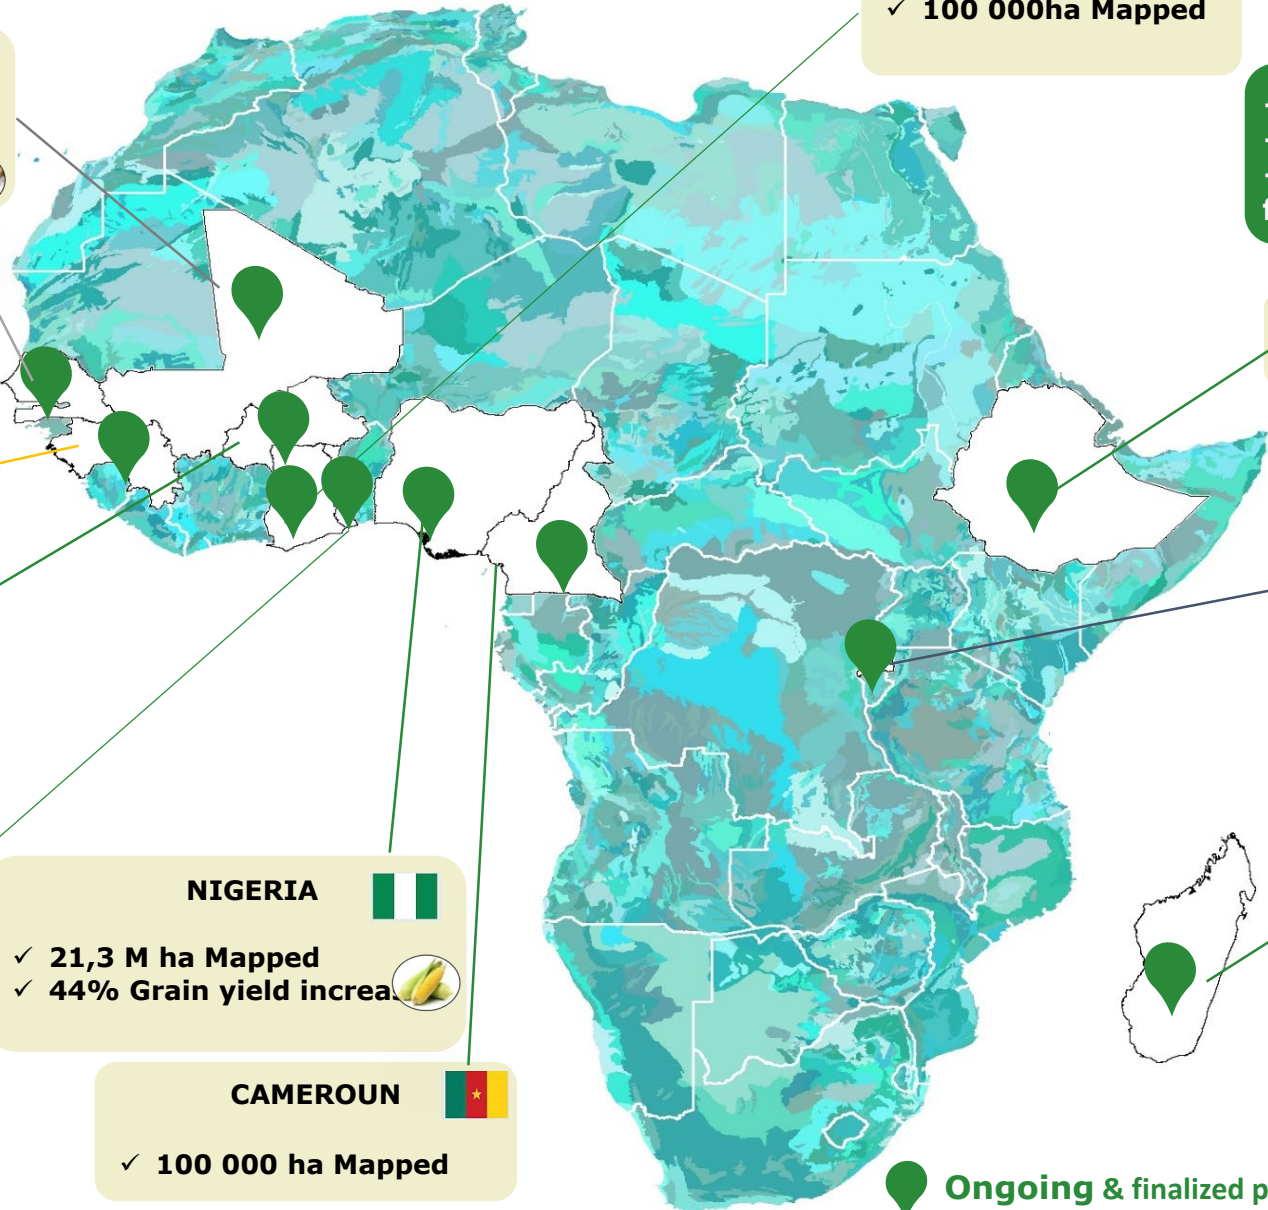 ✓ 100 000ha Mapped
NIGERIA
✓ 21,3 M ha Mapped
✓ 44% Grain yield increa
CAMEROUN
✓ 100 000 ha Mapped
Ongoing & finalized p